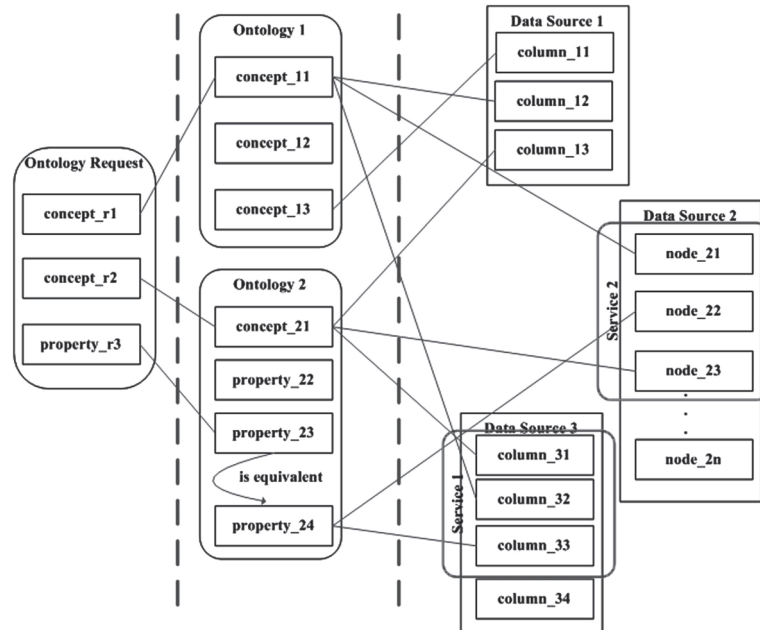 Ontology Request
concept_r1
concept_r2
property_r3
Ontology 1
concept_11
concept_12
concept_13
Ontology 2
concept_21
property_22
property_23
is equivalent
property_24
Data Source 1
column_11
column_12
column_13
Data Source 2
Service 2
node_21
node_22
node_23
. . .
node_2n
Data Source 3
Service 1
column_31
column_32
column_33
column_34